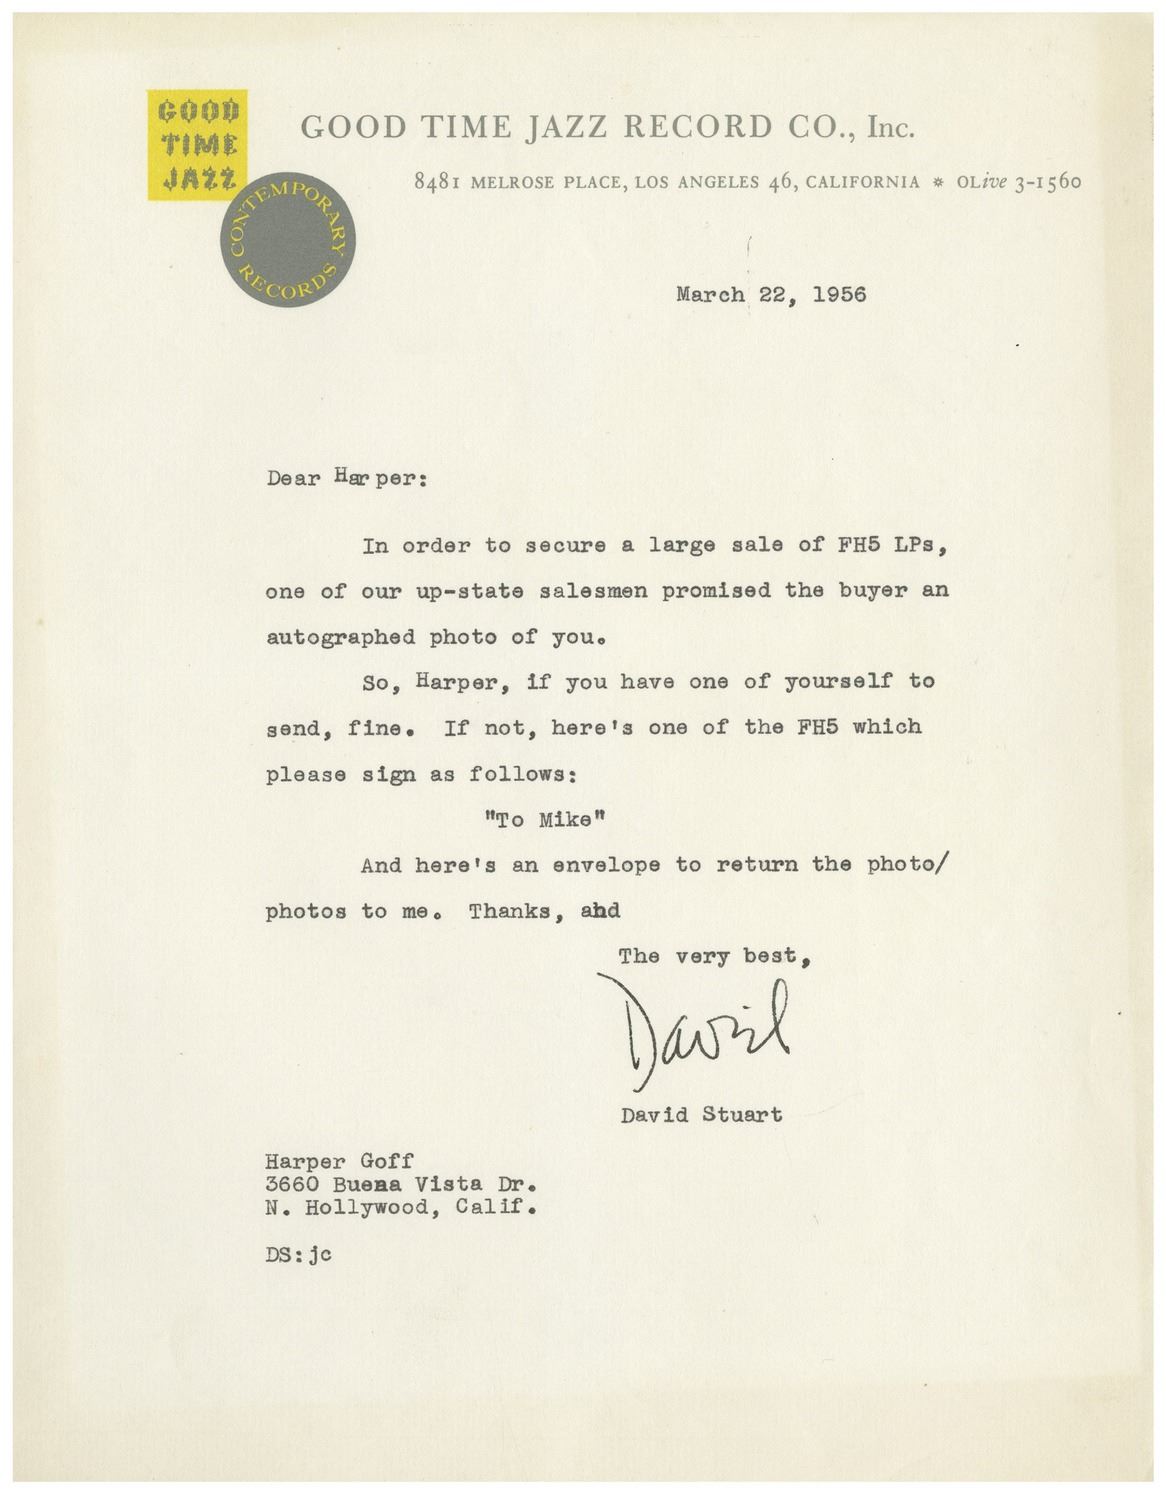 GOOD
TIME
JAZZ
CONTEMPORARY
RECORDS
GOOD TIME JAZZ RECORD CO., Inc.
8481 MELROSE PLACE, LOS ANGELES 46, CALIFORNIA * OLive 3-1560
March 22, 1956
Dear Harper:
In order to secure a large sale of FH5 LPs,
one of our up-state salesmen promised the buyer an
autographed photo of you.
So, Harper, if you have one of yourself to
send, fine. If not, here's one of the FH5 which
please sign as follows:
"To Mike"
And here's an envelope to return the photo/
photos to me. Thanks, and
The very best,
David
David Stuart
Harper Goff
3660 Buena Vista Dr.
N. Hollywood, Calif.
DS:jc